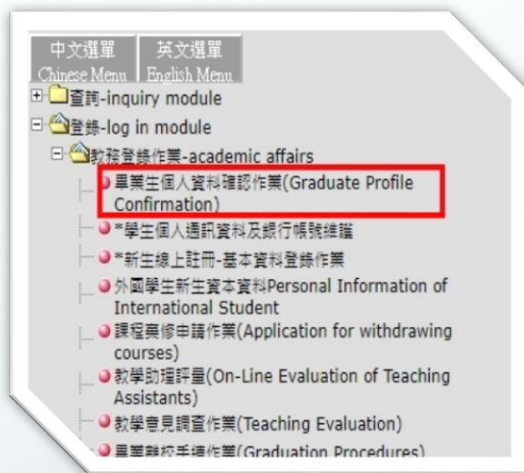 中文選單 英文選單
Chinese Menu English Menu
查詢-inquiry module
登錄-log in module
教務登錄作業-academic affairs
畢業生個人資料確認作業(Graduate Profile
Confirmation)
*學生個人通訊資料及銀行帳號維護
*新生線上註冊-基本資料登錄作業
外國學生新生資本資料Personal Information of
International Student
課程棄修申請作業(Application for withdrawing
courses)
教學助理評量(On-Line Evaluation of Teaching
Assistants)
教學意見調查作業(Teaching Evaluation)
畢業離校手續作業(Graduation Procedures)